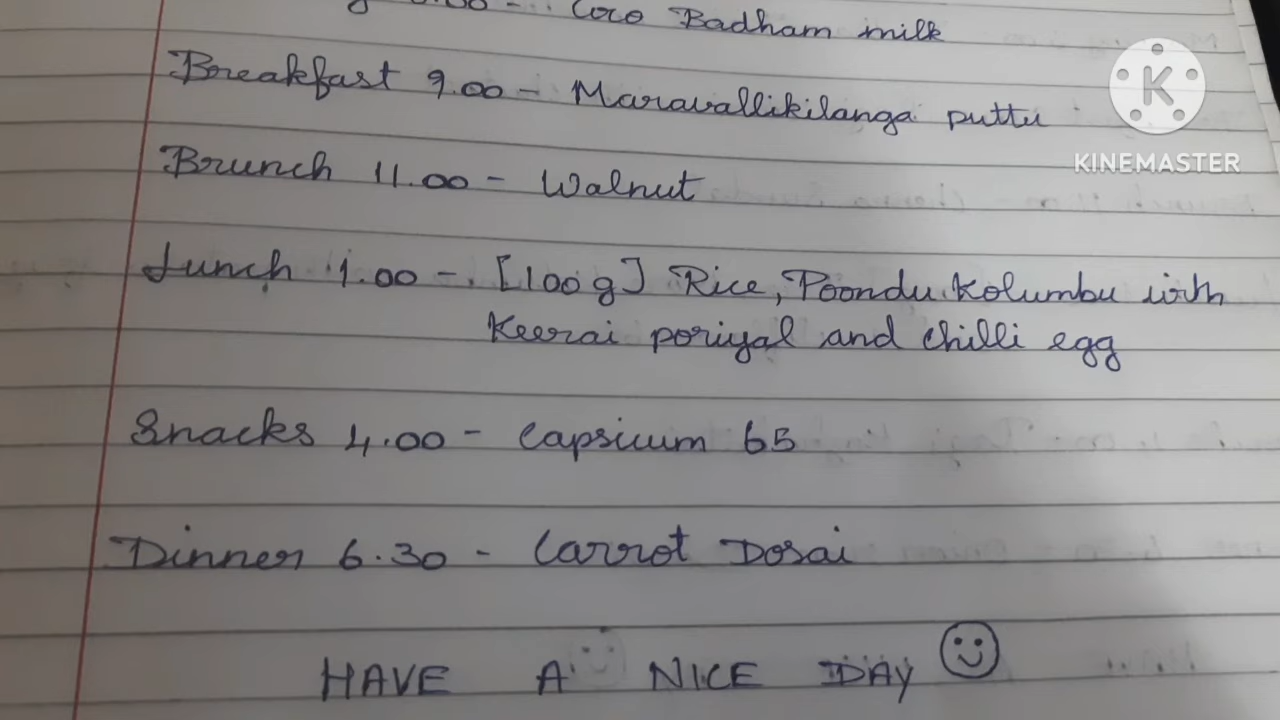 Coco Badham milk
Breakfast 9.00 - Maravallikilanga puttu
Brunch 11.00 - Walnut
Lunch 1.00 - [100g] Rice, Poondu Kolumbu with
Keerai poriyal and chilli egg
Snacks 4.00 - Capsicum 65
Dinner 6.30 - Carrot Dosai
HAVE A NICE DAY
K
KINEMASTER